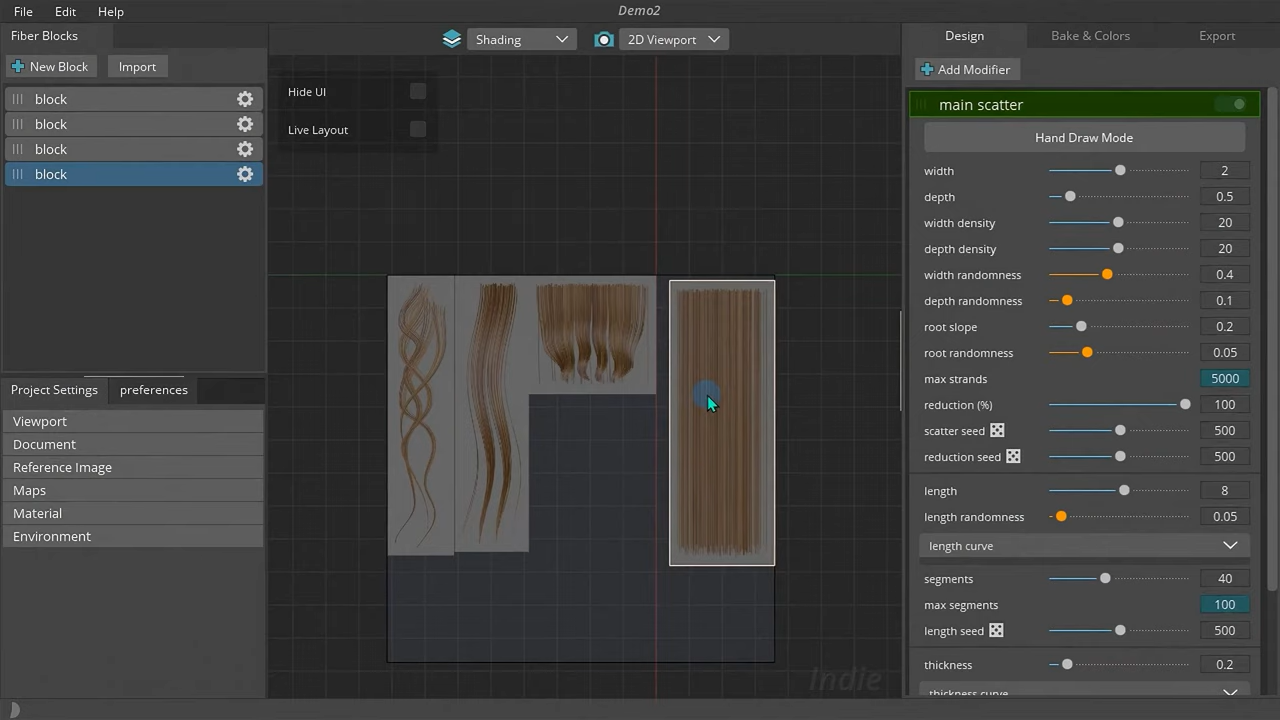 File Edit Help
Demo2
Fiber Blocks
New Block Import
block
block
block
block
Project Settings preferences
Viewport
Document
Reference Image
Maps
Material
Environment
Shading 2D Viewport
Hide UI
Live Layout
Indie
Design Bake & Colors Export
Add Modifier
main scatter
Hand Draw Mode
width 2
depth 0.5
width density 20
depth density 20
width randomness 0.4
depth randomness 0.1
root slope 0.2
root randomness 0.05
max strands 5000
reduction (%) 100
scatter seed 500
reduction seed 500
length 8
length randomness 0.05
length curve
segments 40
max segments 100
length seed 500
thickness 0.2
thickness curve